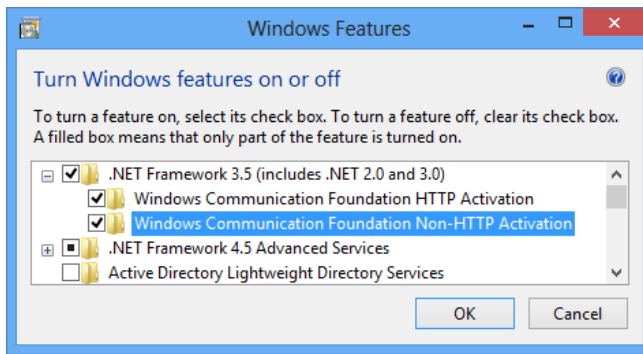 Windows Features
Turn Windows features on or off
To turn a feature on, select its check box. To turn a feature off, clear its check box.
A filled box means that only part of the feature is turned on.
.NET Framework 3.5 (includes .NET 2.0 and 3.0)
Windows Communication Foundation HTTP Activation
Windows Communication Foundation Non-HTTP Activation
.NET Framework 4.5 Advanced Services
Active Directory Lightweight Directory Services
OK Cancel